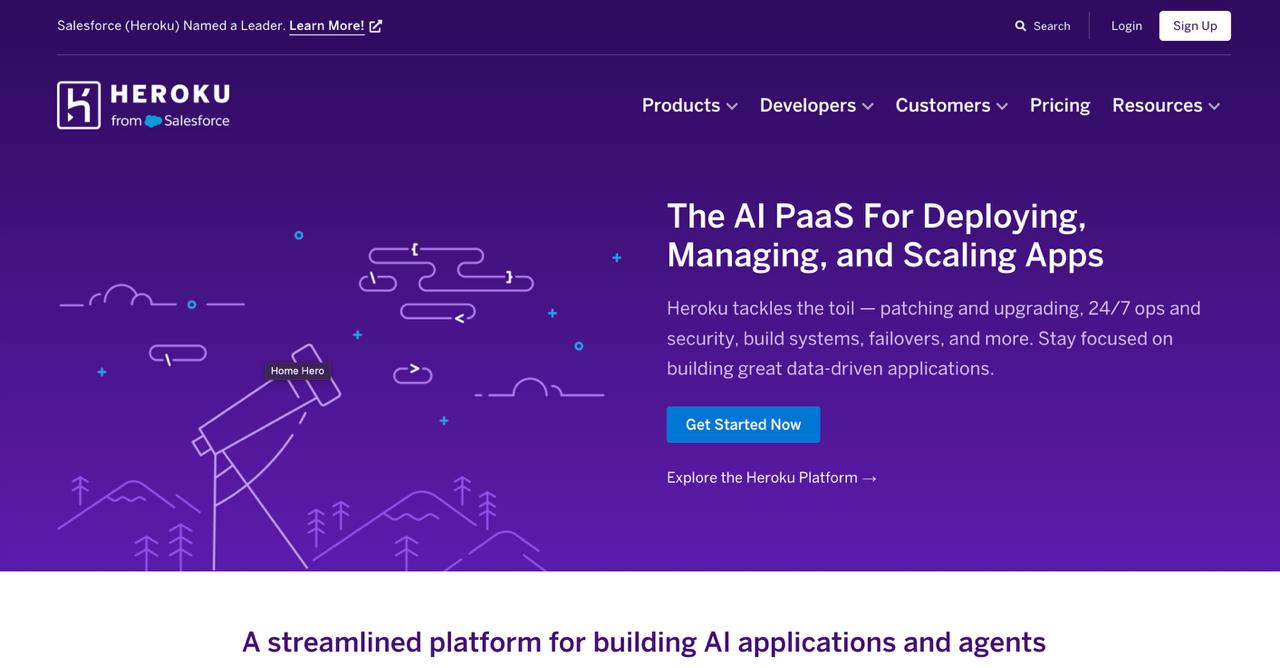 Salesforce (Heroku) Named a Leader. Learn More!
Search
Login
Sign Up
HEROKU
from Salesforce
Products
Developers
Customers
Pricing
Resources
{
\
}
<
\
>
Home Hero
The AI PaaS For Deploying,
Managing, and Scaling Apps
Heroku tackles the toil — patching and upgrading, 24/7 ops and
security, build systems, failovers, and more. Stay focused on
building great data-driven applications.
Get Started Now
Explore the Heroku Platform →
A streamlined platform for building AI applications and agents